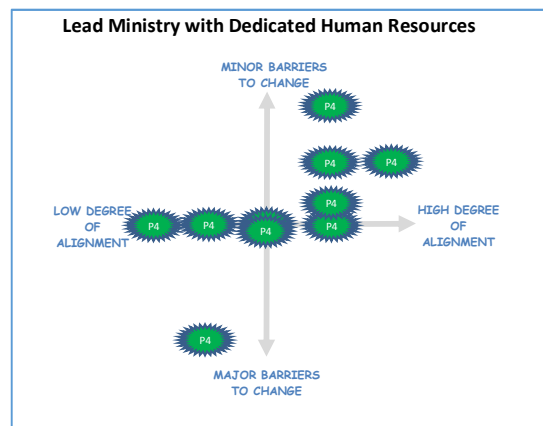 Lead Ministry with Dedicated Human Resources
MINOR BARRIERS
TO CHANGE
P4
P4
P4
P4
LOW DEGREE
OF
ALIGNMENT
P4
P4
P4
P4
HIGH DEGREE
OF
ALIGNMENT
P4
MAJOR BARRIERS
TO CHANGE